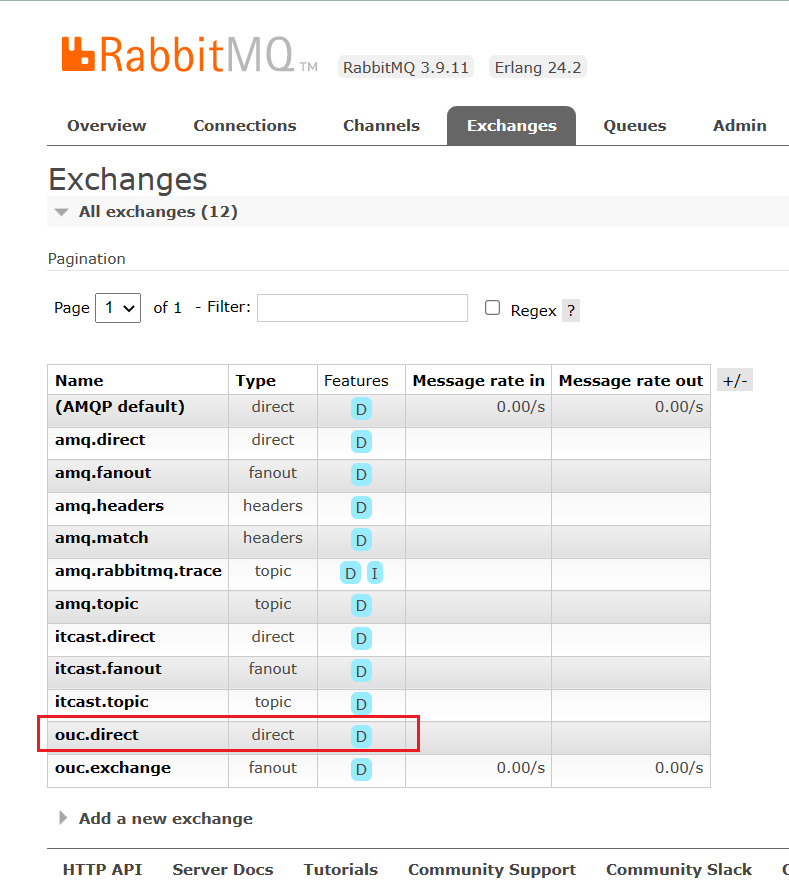 RabbitMQ TM RabbitMQ 3.9.11 Erlang 24.2
Overview Connections Channels Exchanges Queues Admin
Exchanges
All exchanges (12)
Pagination
Page 1 of 1 - Filter: Regex ?
Name Type Features Message rate in Message rate out +/-
(AMQP default) direct D 0.00/s 0.00/s
amq.direct direct D
amq.fanout fanout D
amq.headers headers D
amq.match headers D
amq.rabbitmq.trace topic D I
amq.topic topic D
itcast.direct direct D
itcast.fanout fanout D
itcast.topic topic D
ouc.direct direct D
ouc.exchange fanout D 0.00/s 0.00/s
Add a new exchange
HTTP API Server Docs Tutorials Community Support Community Slack